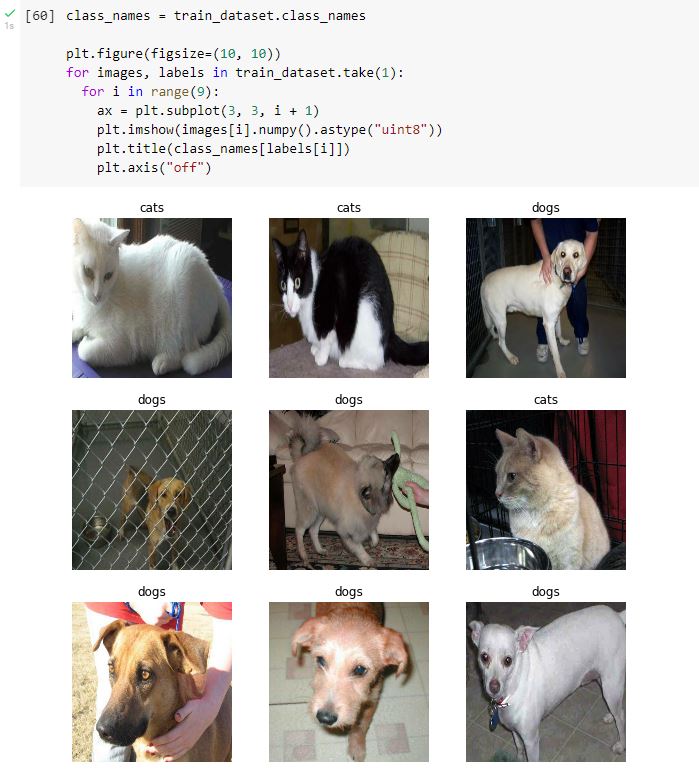 [60] class_names = train_dataset.class_names
1s
plt.figure(figsize=(10, 10))
for images, labels in train_dataset.take(1):
  for i in range(9):
    ax = plt.subplot(3, 3, i + 1)
    plt.imshow(images[i].numpy().astype("uint8"))
    plt.title(class_names[labels[i]])
    plt.axis("off")
cats cats dogs
dogs dogs cats
dogs dogs dogs